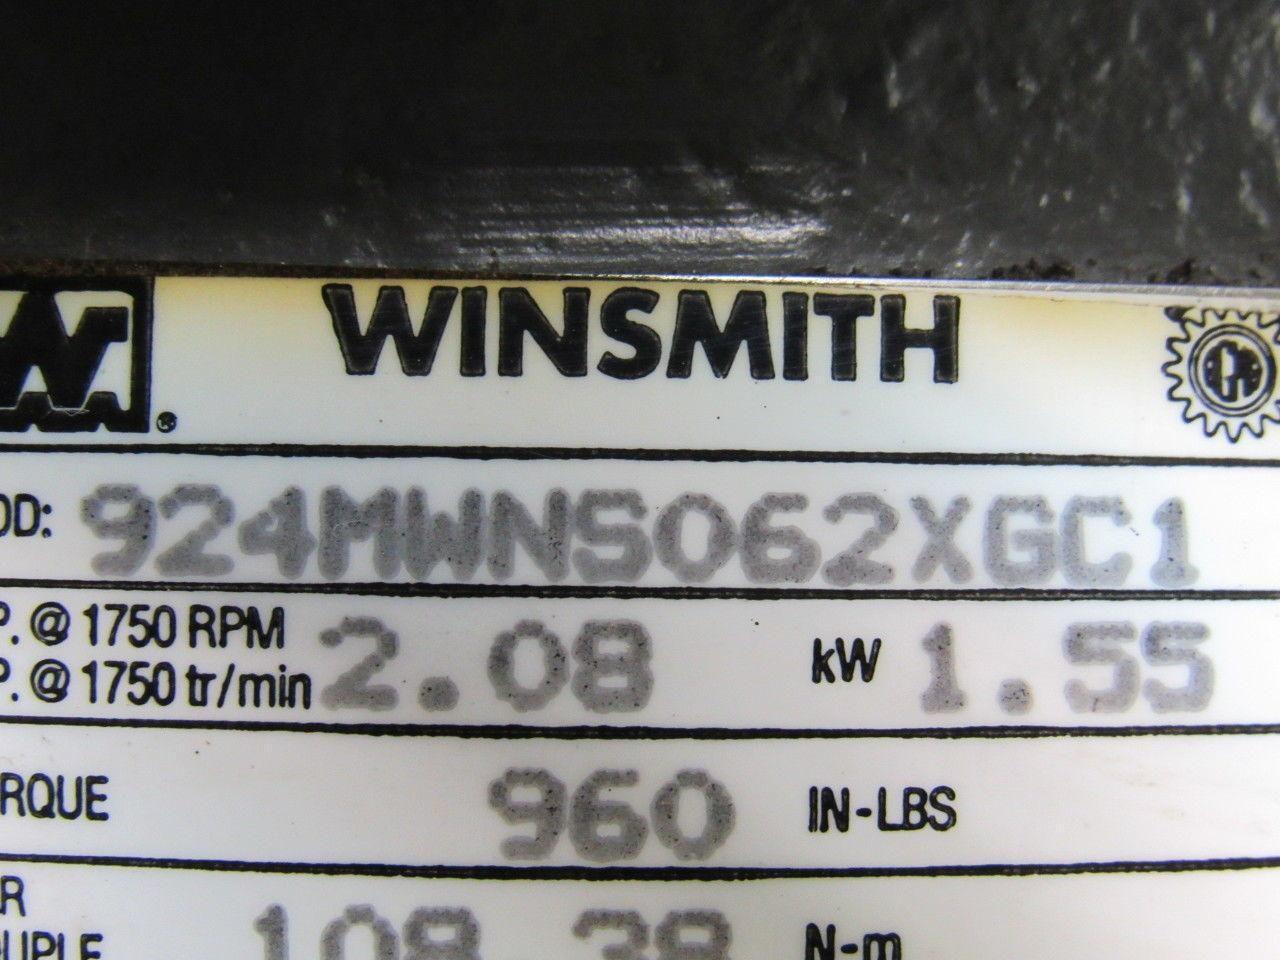 W WINSMITH
OD: 924MWNS062XGC1
P. @ 1750 RPM
P. @ 1750 tr/min 2.08 kW 1.55
RQUE 960 IN-LBS
R
UPLE 108.38 N-m